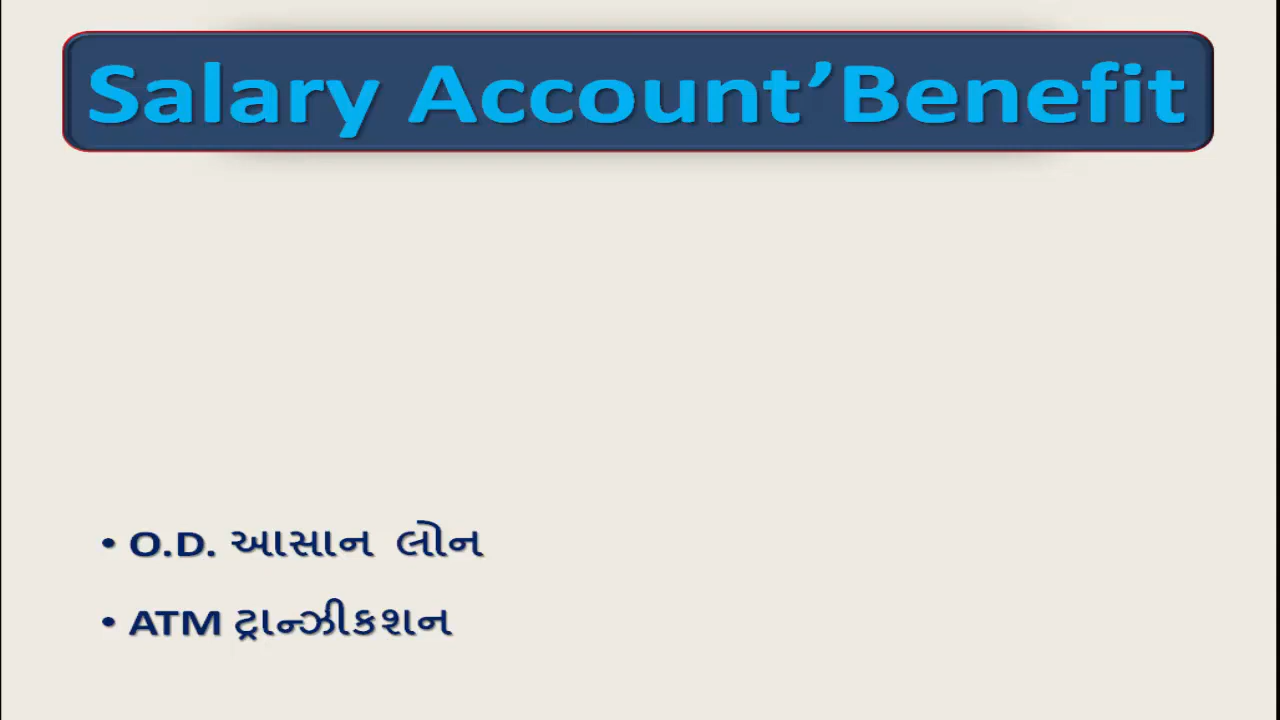 Salary Account’Benefit
• O.D. આસાન લોન
• ATM ટ્રાન્ઝીકશન